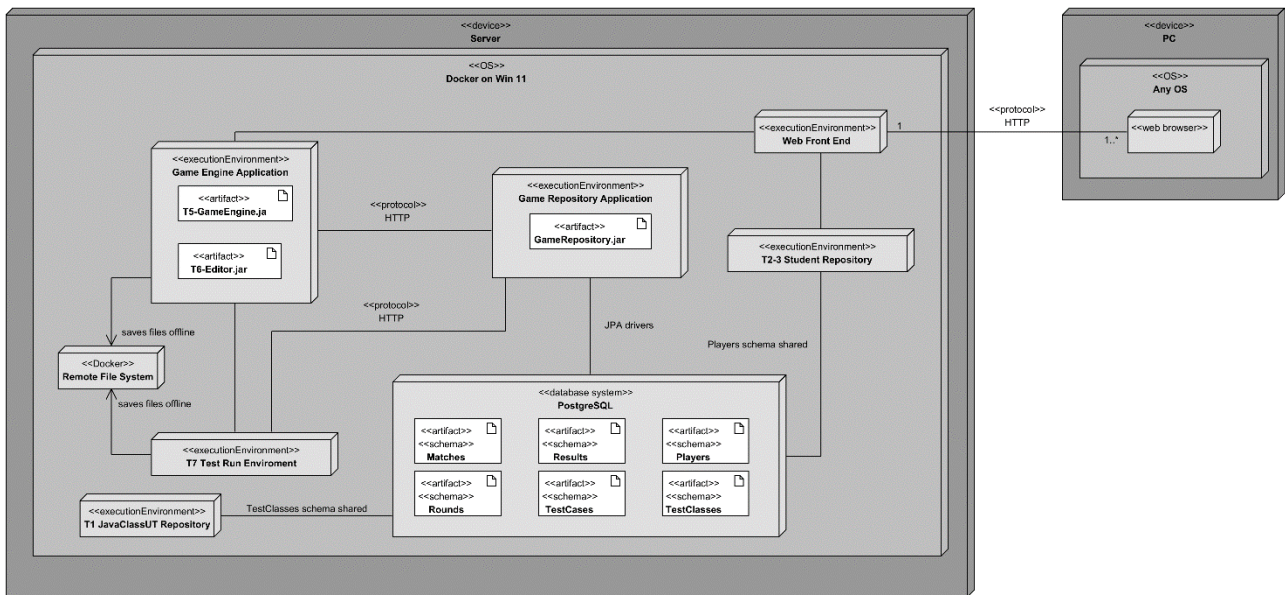 <<device>>
Server
<<OS>>
Docker on Win 11
<<device>>
PC
<<OS>>
Any OS
<<web browser>>
1..*
<<protocol>>
HTTP
1
<<executionEnvironment>>
Web Front End
<<executionEnvironment>>
Game Engine Application
<<artifact>>
T5-GameEngine.ja
<<artifact>>
T6-Editor.jar
<<protocol>>
HTTP
<<executionEnvironment>>
Game Repository Application
<<artifact>>
GameRepository.jar
<<executionEnvironment>>
T2-3 Student Repository
<<protocol>>
HTTP
JPA drivers
Players schema shared
saves files offline
<<Docker>>
Remote File System
saves files offline
<<executionEnvironment>>
T7 Test Run Enviroment
<<executionEnvironment>>
T1 JavaClassUT Repository
TestClasses schema shared
<<database system>>
PostgreSQL
<<artifact>>
<<schema>>
Matches
<<artifact>>
<<schema>>
Results
<<artifact>>
<<schema>>
Players
<<artifact>>
<<schema>>
Rounds
<<artifact>>
<<schema>>
TestCases
<<artifact>>
<<schema>>
TestClasses